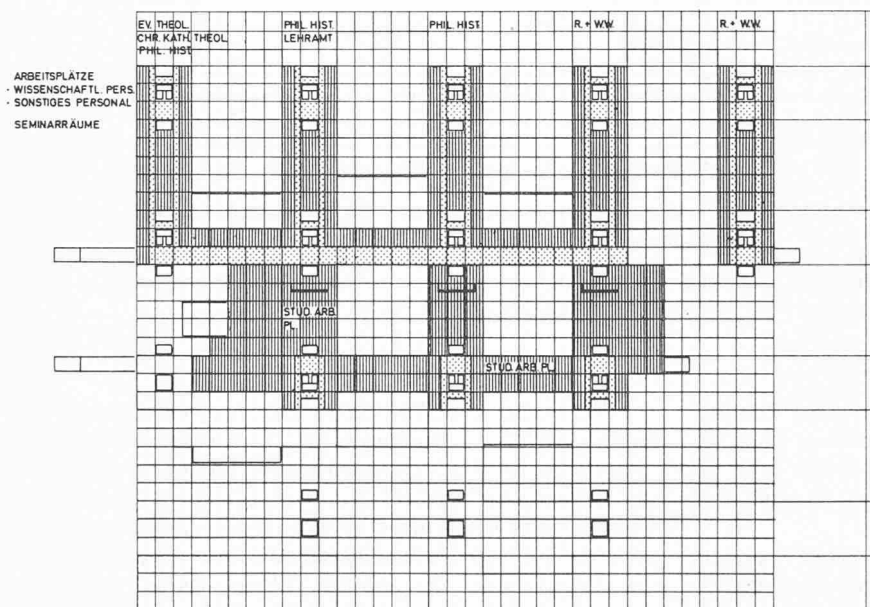 EV. THEOL.
CHR. KATH. THEOL.
PHIL. HIST.
PHIL. HIST.
LEHRAMT
PHIL. HIST.
R. + W.W.
R. + W.W.
ARBEITSPLÄTZE
- WISSENSCHAFTL. PERS.
- SONSTIGES PERSONAL
SEMINARRÄUME
STUD. ARB.
PL.
STUD. ARB. PL.